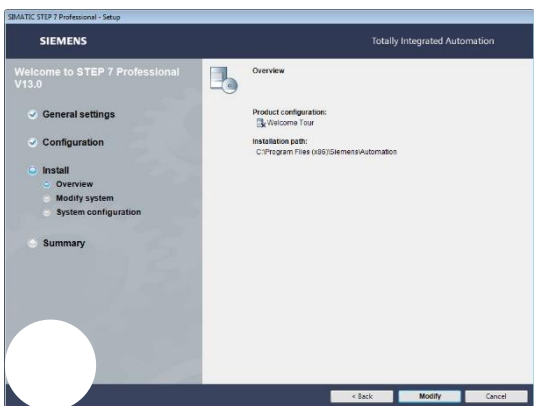 SIMATIC STEP 7 Professional - Setup
SIEMENS
Totally Integrated Automation
Welcome to STEP 7 Professional
V13.0
General settings
Configuration
Install
Overview
Modify system
System configuration
Summary
Overview
Product configuration:
Welcome Tour
Installation path:
C:\Program Files (x86)\Siemens\Automation
< Back
Modify
Cancel